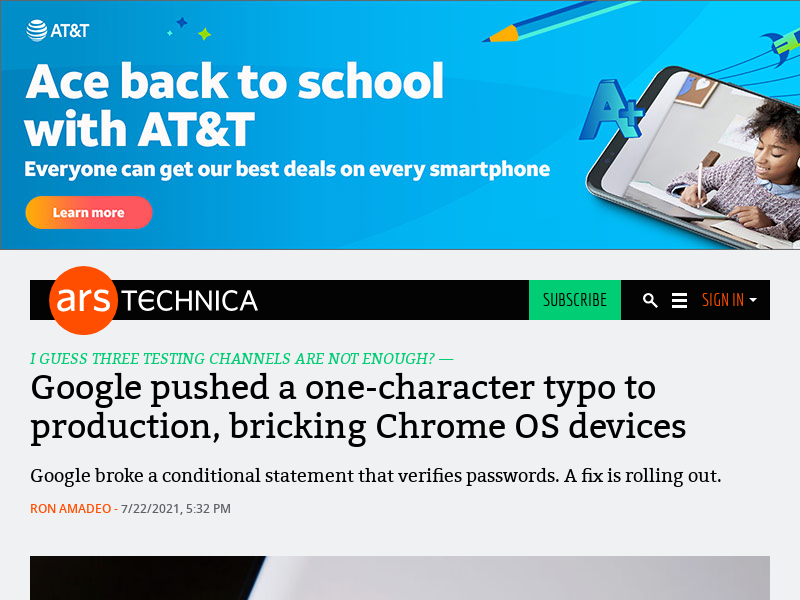 AT&T
Ace back to school
with AT&T
Everyone can get our best deals on every smartphone
Learn more
A+
ars TECHNICA
SUBSCRIBE
SIGN IN
I GUESS THREE TESTING CHANNELS ARE NOT ENOUGH? —
Google pushed a one-character typo to
production, bricking Chrome OS devices
Google broke a conditional statement that verifies passwords. A fix is rolling out.
RON AMADEO - 7/22/2021, 5:32 PM